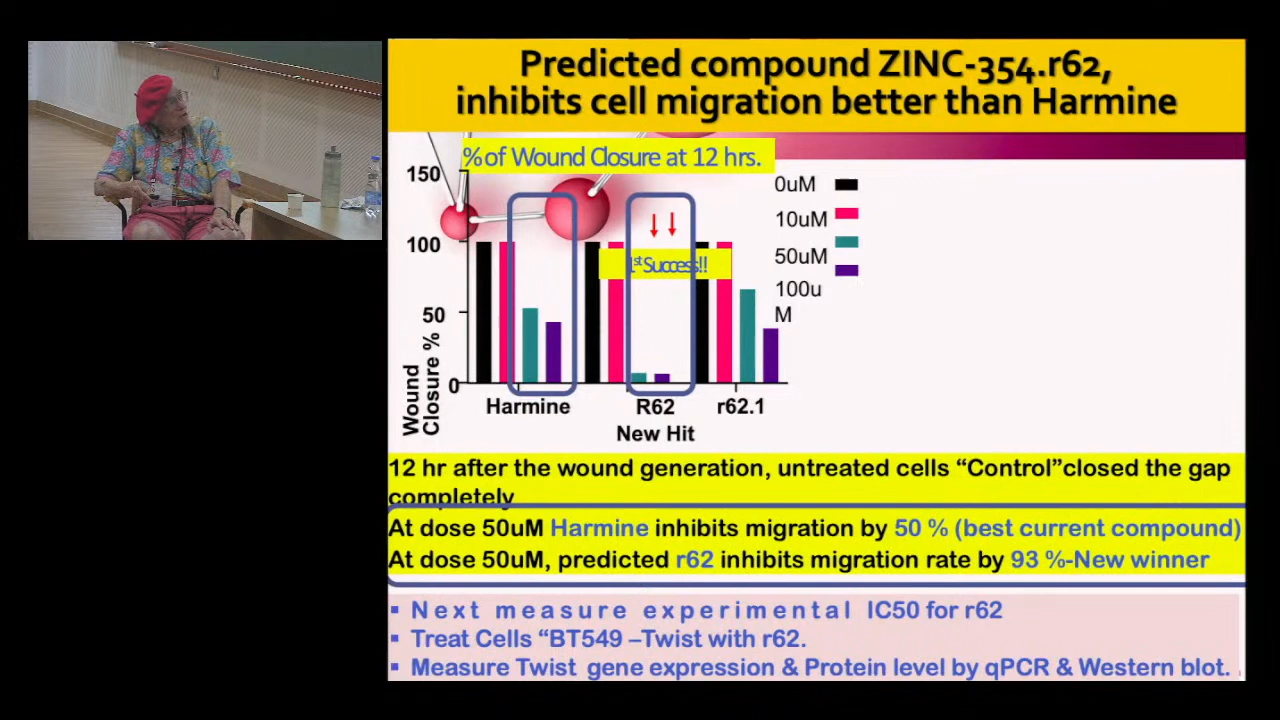 Predicted compound ZINC-354.r62,
inhibits cell migration better than Harmine
% of Wound Closure at 12 hrs.
150
100
50
0
Wound
Closure %
1st Success!!
0uM
10uM
50uM
100u
M
Harmine
R62
r62.1
New Hit
12 hr after the wound generation, untreated cells “Control”closed the gap
completely
At dose 50uM Harmine inhibits migration by 50 % (best current compound)
At dose 50uM, predicted r62 inhibits migration rate by 93 %-New winner
▪ Next measure experimental IC50 for r62
▪ Treat Cells “BT549 –Twist with r62.
▪ Measure Twist gene expression & Protein level by qPCR & Western blot.